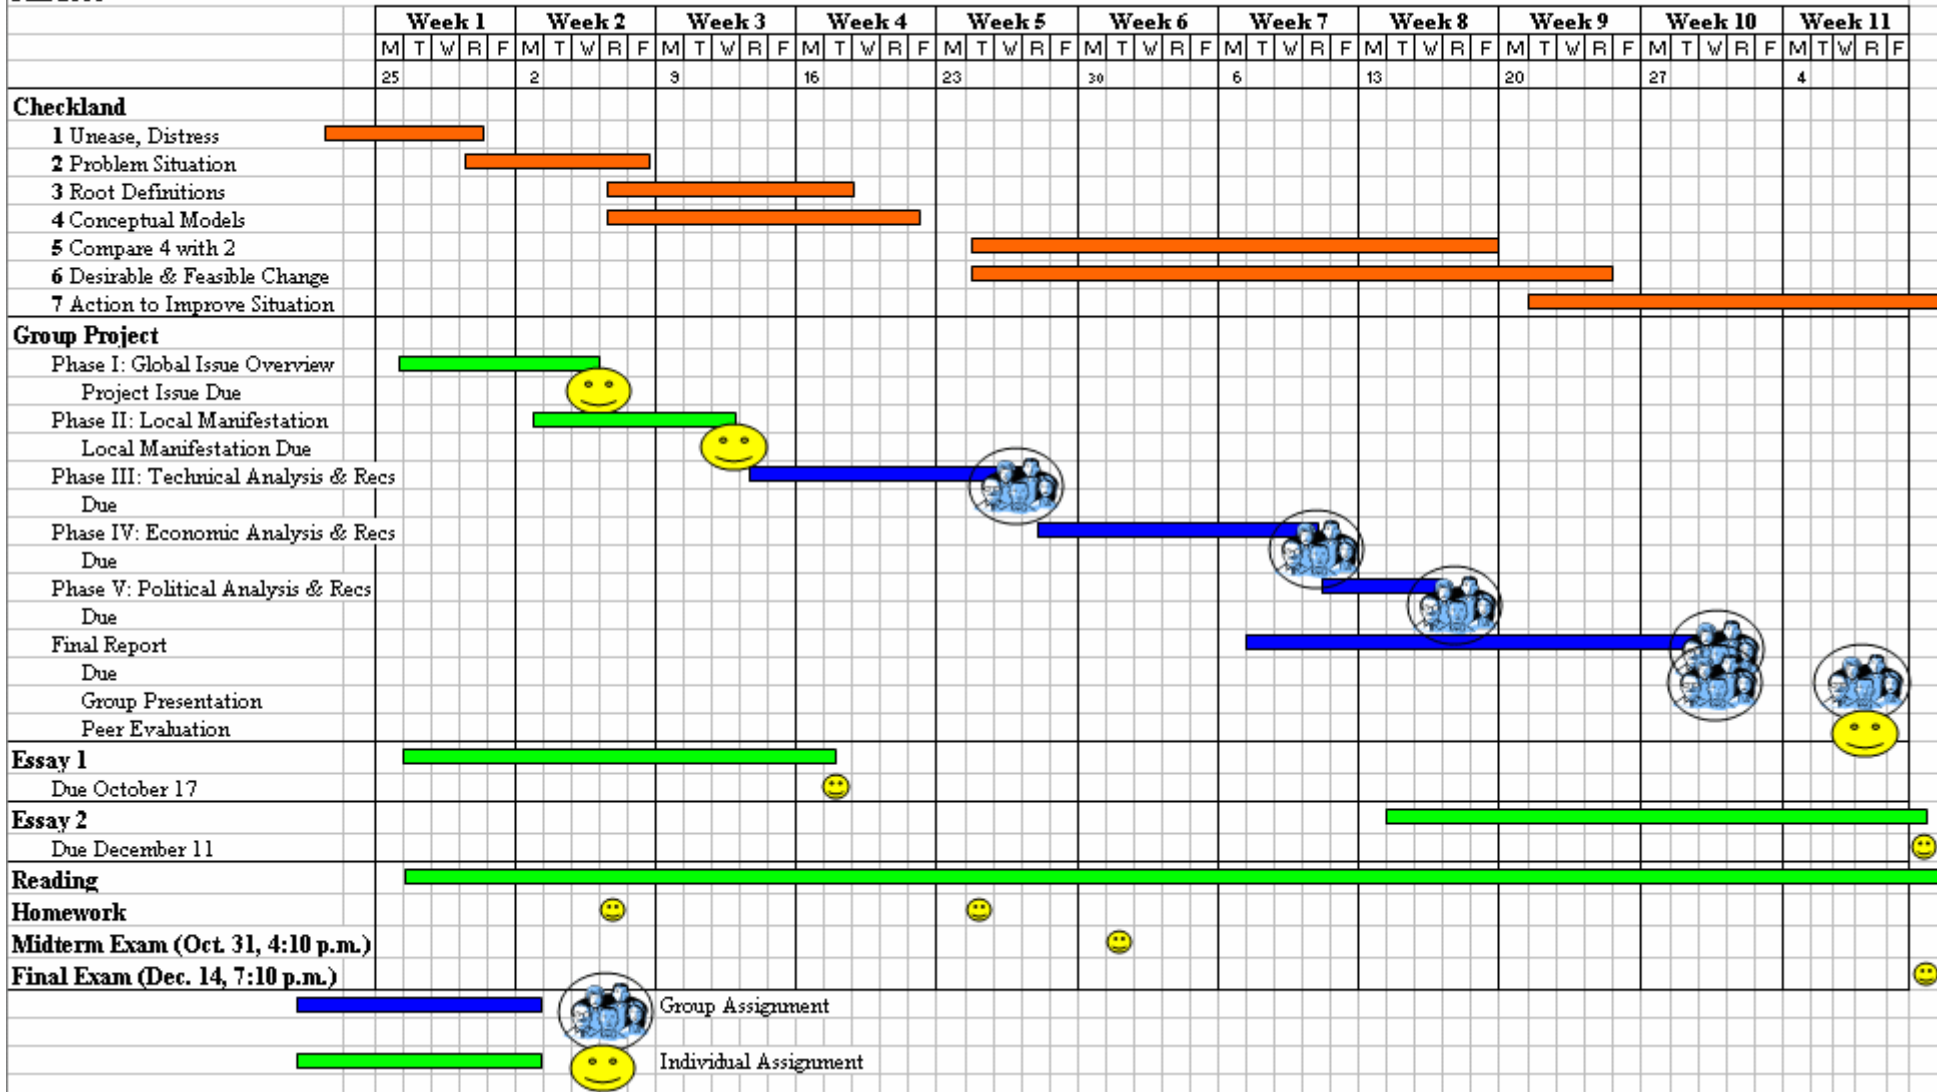 Week 1 Week 2 Week 3 Week 4 Week 5 Week 6 Week 7 Week 8 Week 9 Week 10 Week 11
M T W R F M T W R F M T W R F M T W R F M T W R F M T W R F M T W R F M T W R F M T W R F M T W R F M T W R F
25 2 9 16 23 30 6 13 20 27 4
Checkland
1 Unease, Distress
2 Problem Situation
3 Root Definitions
4 Conceptual Models
5 Compare 4 with 2
6 Desirable & Feasible Change
7 Action to Improve Situation
Group Project
Phase I: Global Issue Overview
Project Issue Due
Phase II: Local Manifestation
Local Manifestation Due
Phase III: Technical Analysis & Recs
Due
Phase IV: Economic Analysis & Recs
Due
Phase V: Political Analysis & Recs
Due
Final Report
Due
Group Presentation
Peer Evaluation
Essay 1
Due October 17
Essay 2
Due December 11
Reading
Homework
Midterm Exam (Oct. 31, 4:10 p.m.)
Final Exam (Dec. 14, 7:10 p.m.)
Group Assignment
Individual Assignment